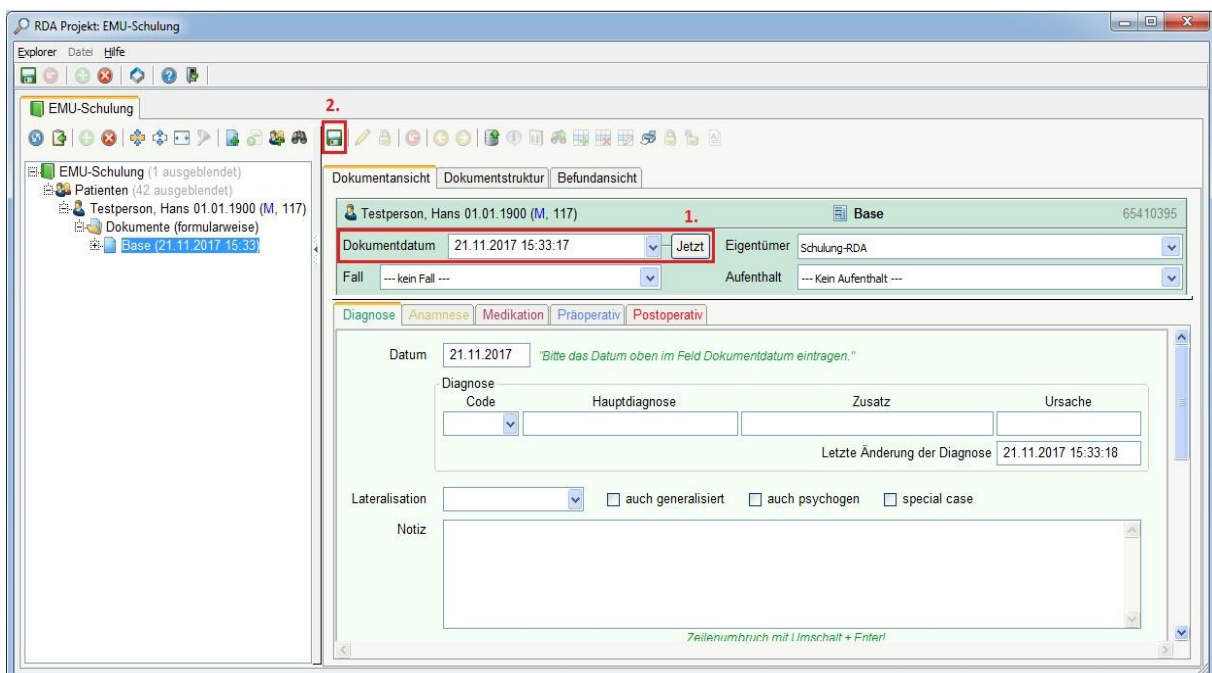 RDA Projekt: EMU-Schulung
Explorer Datei Hilfe
EMU-Schulung
2.
EMU-Schulung (1 ausgeblendet)
Patienten (42 ausgeblendet)
Testperson, Hans 01.01.1900 (M, 117)
Dokumente (formularweise)
Base (21.11.2017 15:33)
Dokumentansicht Dokumentstruktur Befundansicht
Testperson, Hans 01.01.1900 (M, 117) 1. Base 65410395
Dokumentdatum 21.11.2017 15:33:17 Jetzt Eigentümer Schulung-RDA
Fall --- kein Fall --- Aufenthalt --- Kein Aufenthalt ---
Diagnose Anamnese Medikation Präoperativ Postoperativ
Datum 21.11.2017 "Bitte das Datum oben im Feld Dokumentdatum eintragen."
Diagnose
Code Hauptdiagnose Zusatz Ursache
Letzte Änderung der Diagnose 21.11.2017 15:33:18
Lateralisation auch generalisiert auch psychogen special case
Notiz
Zeilenumbruch mit Umschalt + Enter!